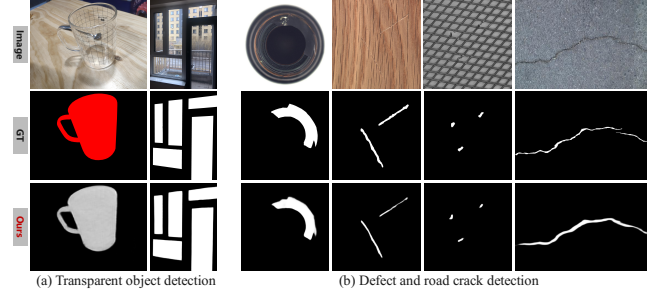 Image
GT
Ours
(a) Transparent object detection
(b) Defect and road crack detection